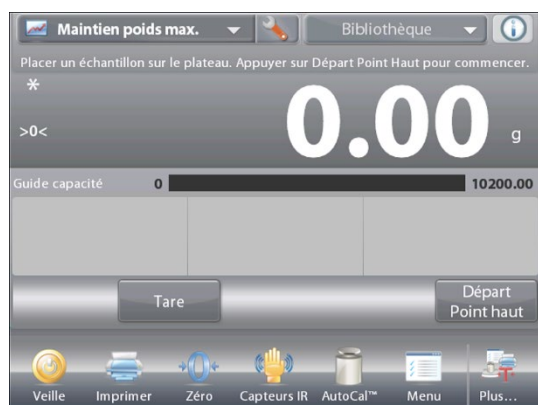 Maintien poids max.
Bibliothèque
Placer un échantillon sur le plateau. Appuyer sur Départ Point Haut pour commencer.
*
>0<
0.00 g
Guide capacité 0 10200.00
Tare
Départ
Point haut
Veille Imprimer Zéro Capteurs IR AutoCal™ Menu Plus...